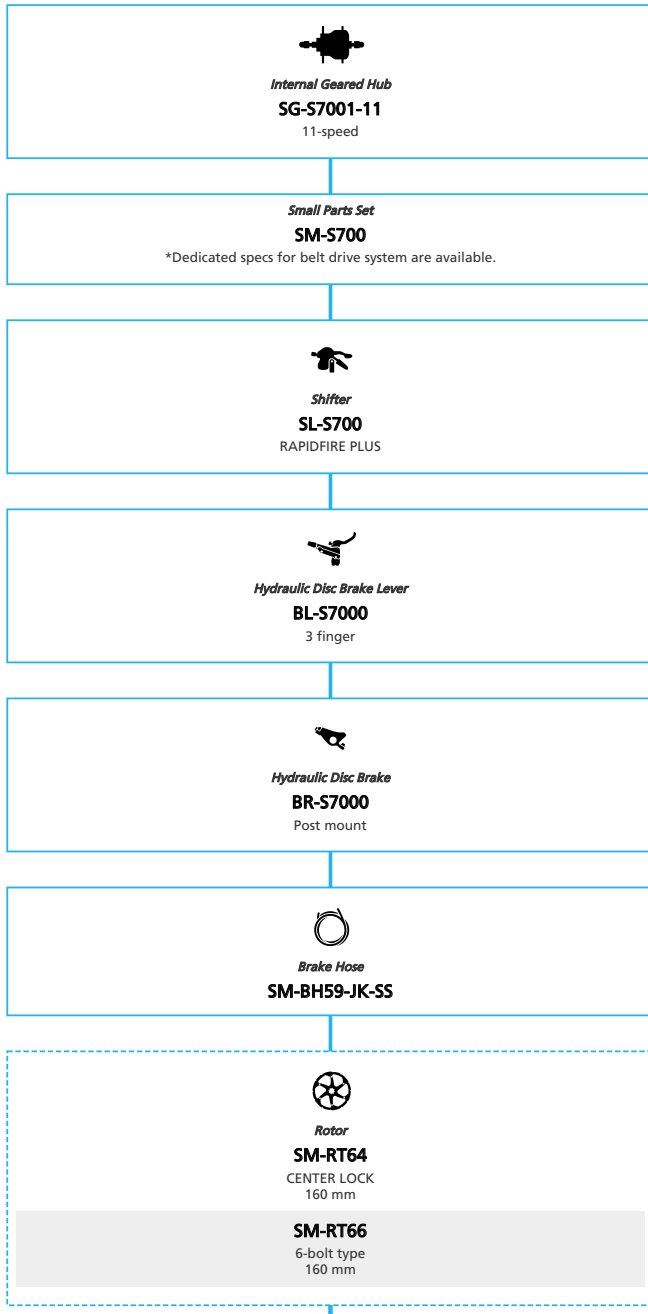 Internal Geared Hub
SG-S7001-11
11-speed
Small Parts Set
SM-S700
*Dedicated specs for belt drive system are available.
Shifter
SL-S700
RAPIDFIRE PLUS
Hydraulic Disc Brake Lever
BL-S7000
3 finger
Hydraulic Disc Brake
BR-S7000
Post mount
Brake Hose
SM-BH59-JK-SS
Rotor
SM-RT64
CENTER LOCK
160 mm
SM-RT66
6-bolt type
160 mm